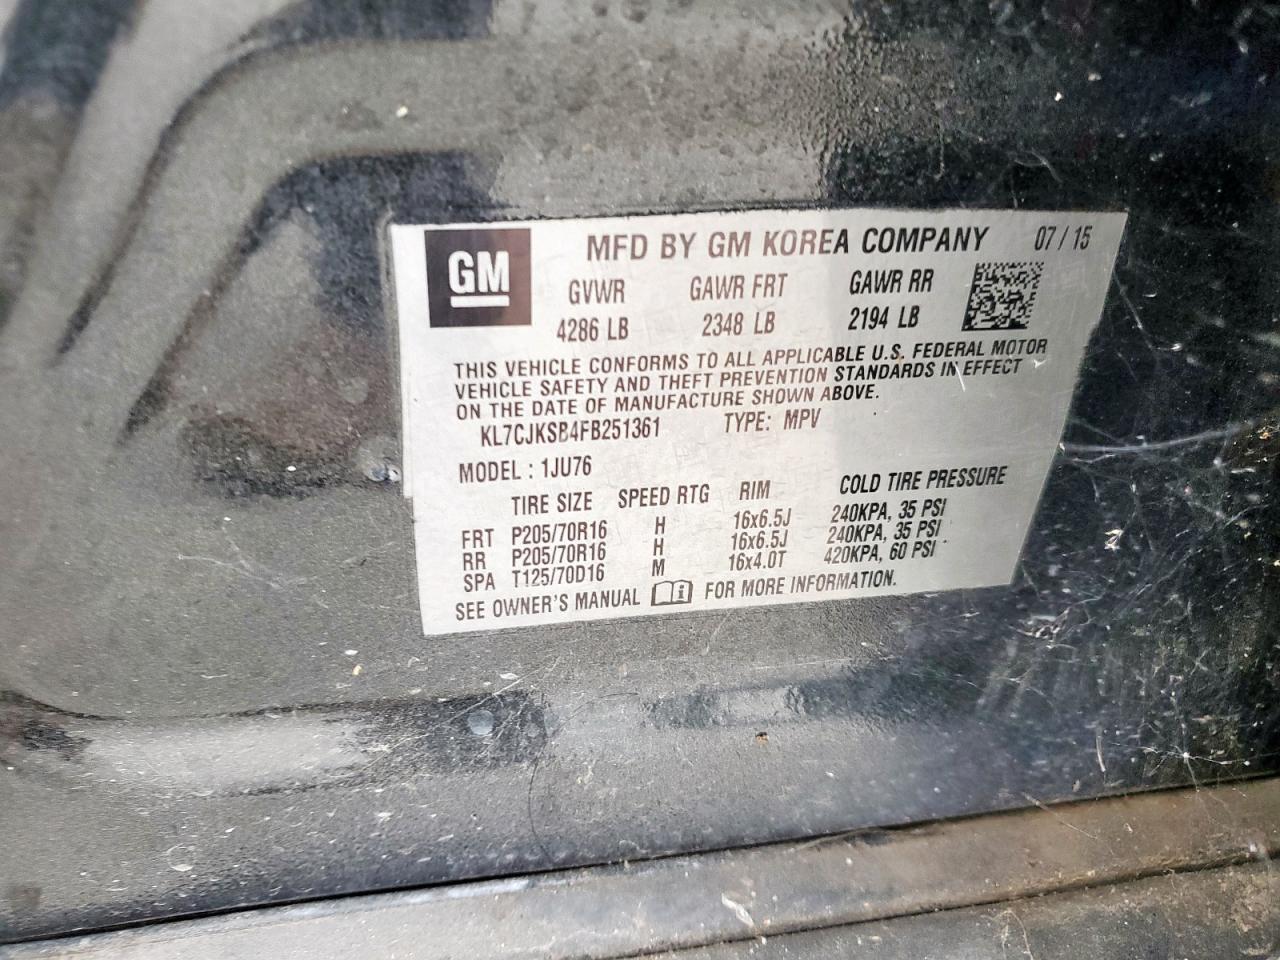 GM MFD BY GM KOREA COMPANY 07 / 15
GVWR GAWR FRT GAWR RR
4286 LB 2348 LB 2194 LB
THIS VEHICLE CONFORMS TO ALL APPLICABLE U.S. FEDERAL MOTOR
VEHICLE SAFETY AND THEFT PREVENTION STANDARDS IN EFFECT
ON THE DATE OF MANUFACTURE SHOWN ABOVE.
KL7CJKSB4FB251361 TYPE: MPV
MODEL : 1JU76
TIRE SIZE SPEED RTG RIM COLD TIRE PRESSURE
FRT P205/70R16 H 16x6.5J 240KPA, 35 PSI
RR P205/70R16 H 16x6.5J 240KPA, 35 PSI
SPA T125/70D16 M 16x4.0T 420KPA, 60 PSI
SEE OWNER'S MANUAL i FOR MORE INFORMATION.